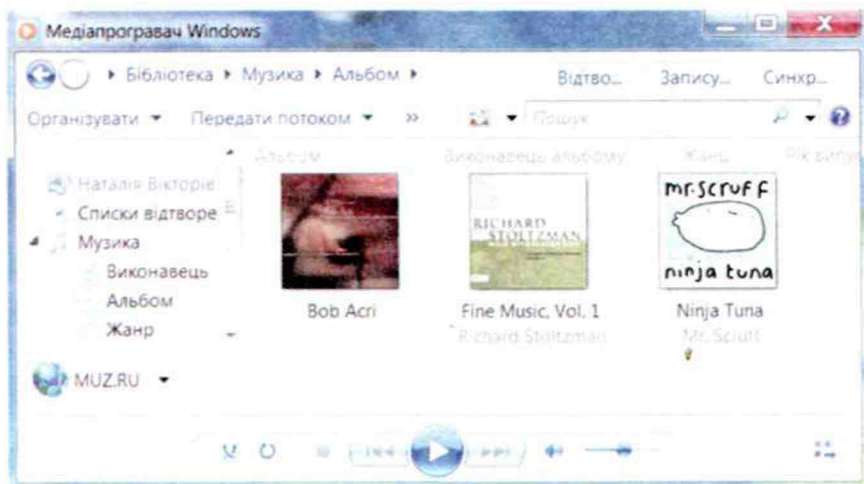 Медіапрогравач Windows
Бібліотека ▸ Музика ▸ Альбом ▸
Відтво... Запису... Синхр...
Організувати Передати потоком » Пошук
Альбом Виконавець альбому Жанр Рік випус
Наталія Вікторів
Списки відтворе
Музика
Виконавець
Альбом
Жанр
MUZ.RU
RICHARD
STOLTZMAN
mr.scruff
ninja tuna
Bob Acri
Fine Music, Vol. 1
Richard Stoltzman
Ninja Tuna
Mr. Scruff